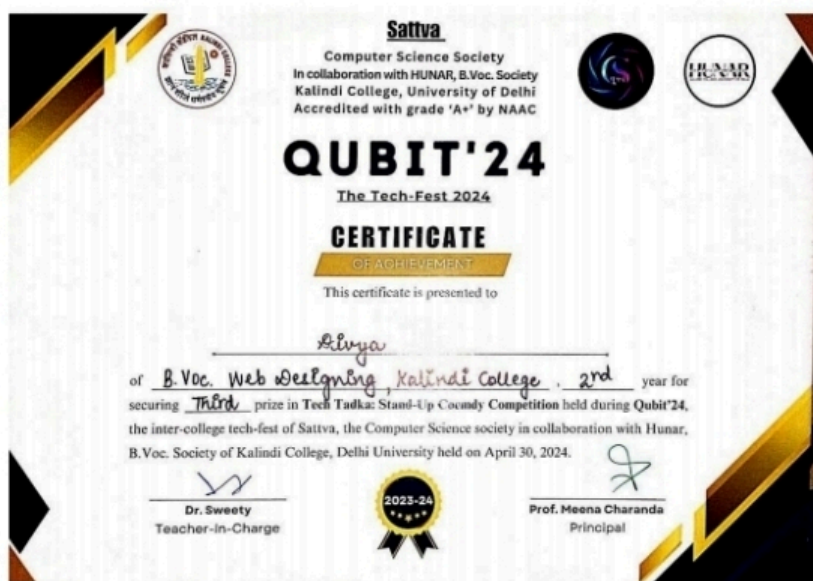 Sattva
Computer Science Society
In collaboration with HUNAR, B.Voc. Society
Kalindi College, University of Delhi
Accredited with grade 'A+' by NAAC
HUNAR
QUBIT'24
The Tech-Fest 2024
CERTIFICATE
OF ACHIEVEMENT
This certificate is presented to
Divya
of B.Voc. Web Designing, Kalindi College. 2nd year for
securing Third prize in Tech Tadka: Stand-Up Comedy Competition held during Qubit'24,
the inter-college tech-fest of Sattva, the Computer Science society in collaboration with Hunar,
B.Voc. Society of Kalindi College, Delhi University held on April 30, 2024.
Dr. Sweety
Teacher-In-Charge
2023-24
Prof. Meena Charanda
Principal